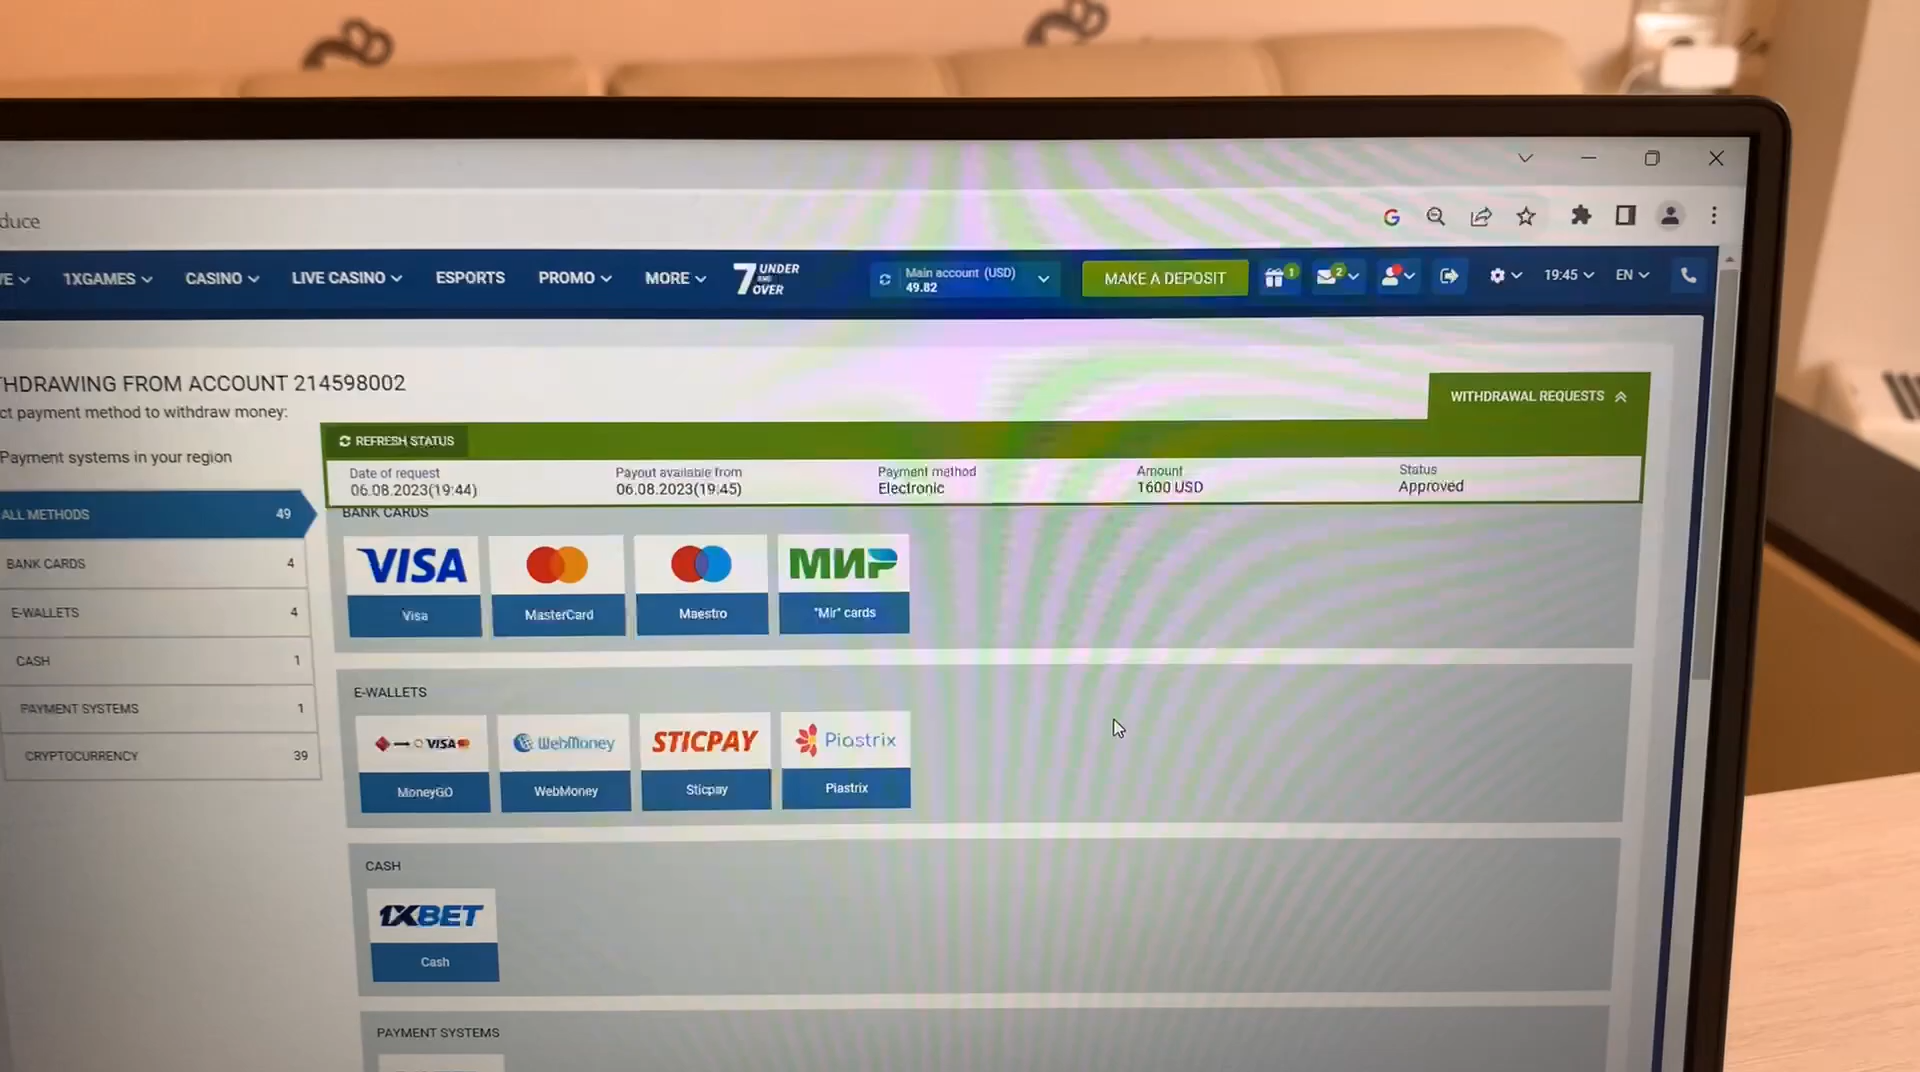 duce
VE
1XGAMES
CASINO
LIVE CASINO
ESPORTS
PROMO
MORE
7 UNDER AND OVER
Main account (USD)
49.82
MAKE A DEPOSIT
1
2
19:45
EN
THDRAWING FROM ACCOUNT 214598002
ct payment method to withdraw money:
WITHDRAWAL REQUESTS
REFRESH STATUS
Payment systems in your region
Date of request
06.08.2023(19:44)
Payout available from
06.08.2023(19:45)
Payment method
Electronic
Amount
1600 USD
Status
Approved
ALL METHODS 49
BANK CARDS 4
E-WALLETS 4
CASH 1
PAYMENT SYSTEMS 1
CRYPTOCURRENCY 39
BANK CARDS
VISA
МИР
Visa
MasterCard
Maestro
"Mir" cards
E-WALLETS
VISA
WebMoney
STICPAY
Piastrix
MoneyGO
WebMoney
Sticpay
Piastrix
CASH
1XBET
Cash
PAYMENT SYSTEMS